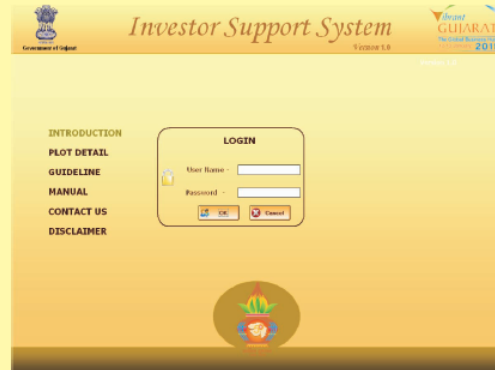 Investor Support System
Version 1.0
Government of Gujarat
Vibrant
GUJARAT
2011
INTRODUCTION
PLOT DETAIL
GUIDELINE
MANUAL
CONTACT US
DISCLAIMER
LOGIN
User Name -
Password -
OK
Cancel